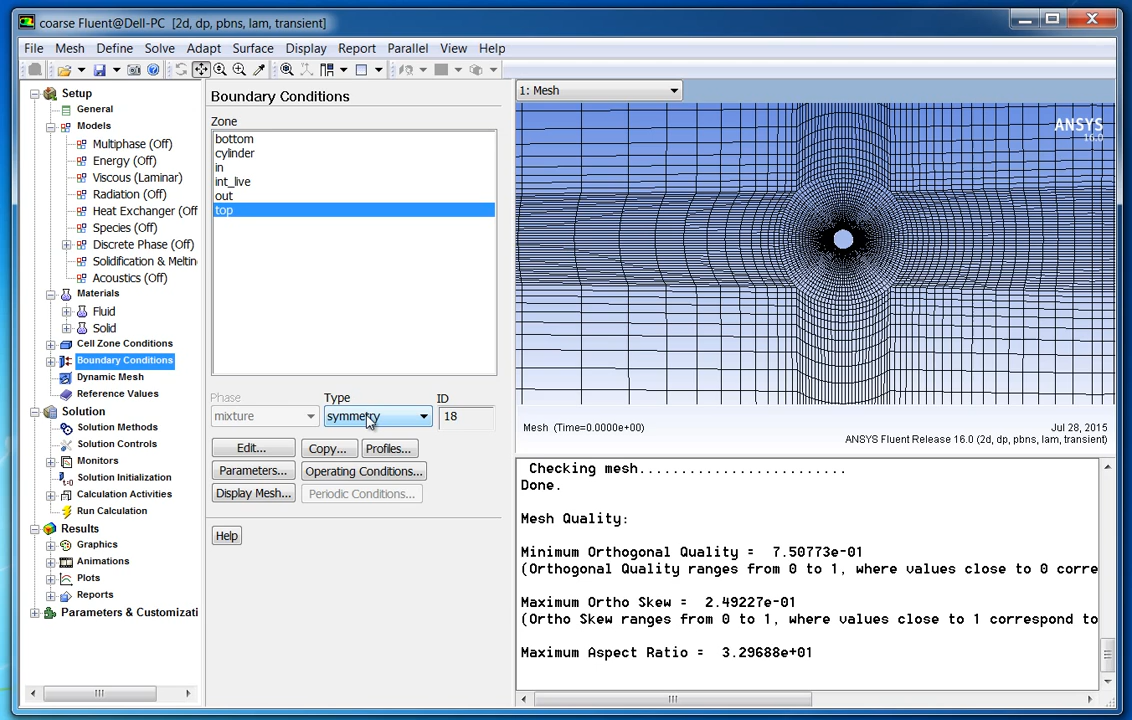 coarse Fluent@Dell-PC [2d, dp, pbns, lam, transient]
File Mesh Define Solve Adapt Surface Display Report Parallel View Help
Setup
General
Models
Multiphase (Off)
Energy (Off)
Viscous (Laminar)
Radiation (Off)
Heat Exchanger (Off
Species (Off)
Discrete Phase (Off)
Solidification & Meltin
Acoustics (Off)
Materials
Fluid
Solid
Cell Zone Conditions
Boundary Conditions
Dynamic Mesh
Reference Values
Solution
Solution Methods
Solution Controls
Monitors
Solution Initialization
Calculation Activities
Run Calculation
Results
Graphics
Animations
Plots
Reports
Parameters & Customizati
Boundary Conditions
Zone
bottom
cylinder
in
int_live
out
top
Phase Type ID
mixture symmetry 18
Edit... Copy... Profiles...
Parameters... Operating Conditions...
Display Mesh... Periodic Conditions...
Help
1: Mesh
ANSYS
16.0
Mesh (Time=0.0000e+00) Jul 28, 2015
ANSYS Fluent Release 16.0 (2d, dp, pbns, lam, transient)
Checking mesh.........................
Done.
Mesh Quality:
Minimum Orthogonal Quality = 7.50773e-01
(Orthogonal Quality ranges from 0 to 1, where values close to 0 corre
Maximum Ortho Skew = 2.49227e-01
(Ortho Skew ranges from 0 to 1, where values close to 1 correspond to
Maximum Aspect Ratio = 3.29688e+01